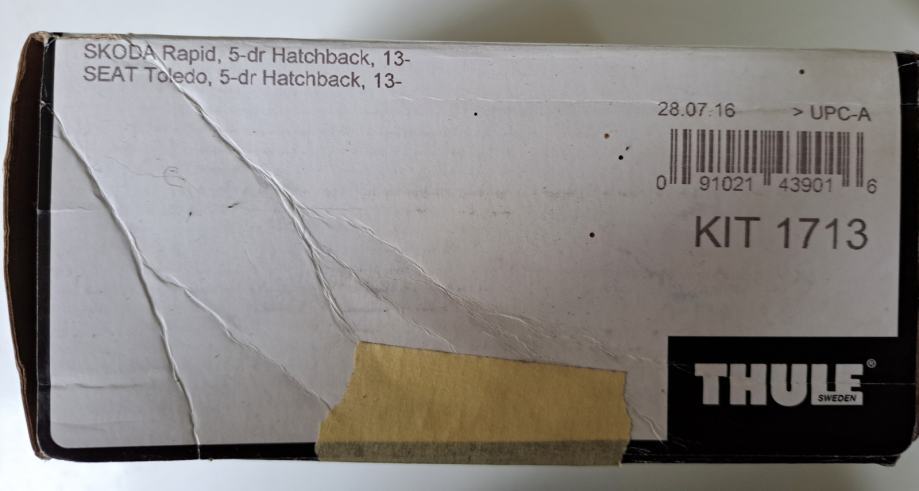 SKODA Rapid, 5-dr Hatchback, 13-
SEAT Toledo, 5-dr Hatchback, 13-
28.07.16 > UPC-A
0 91021 43901 6
KIT 1713
THULE®
SWEDEN